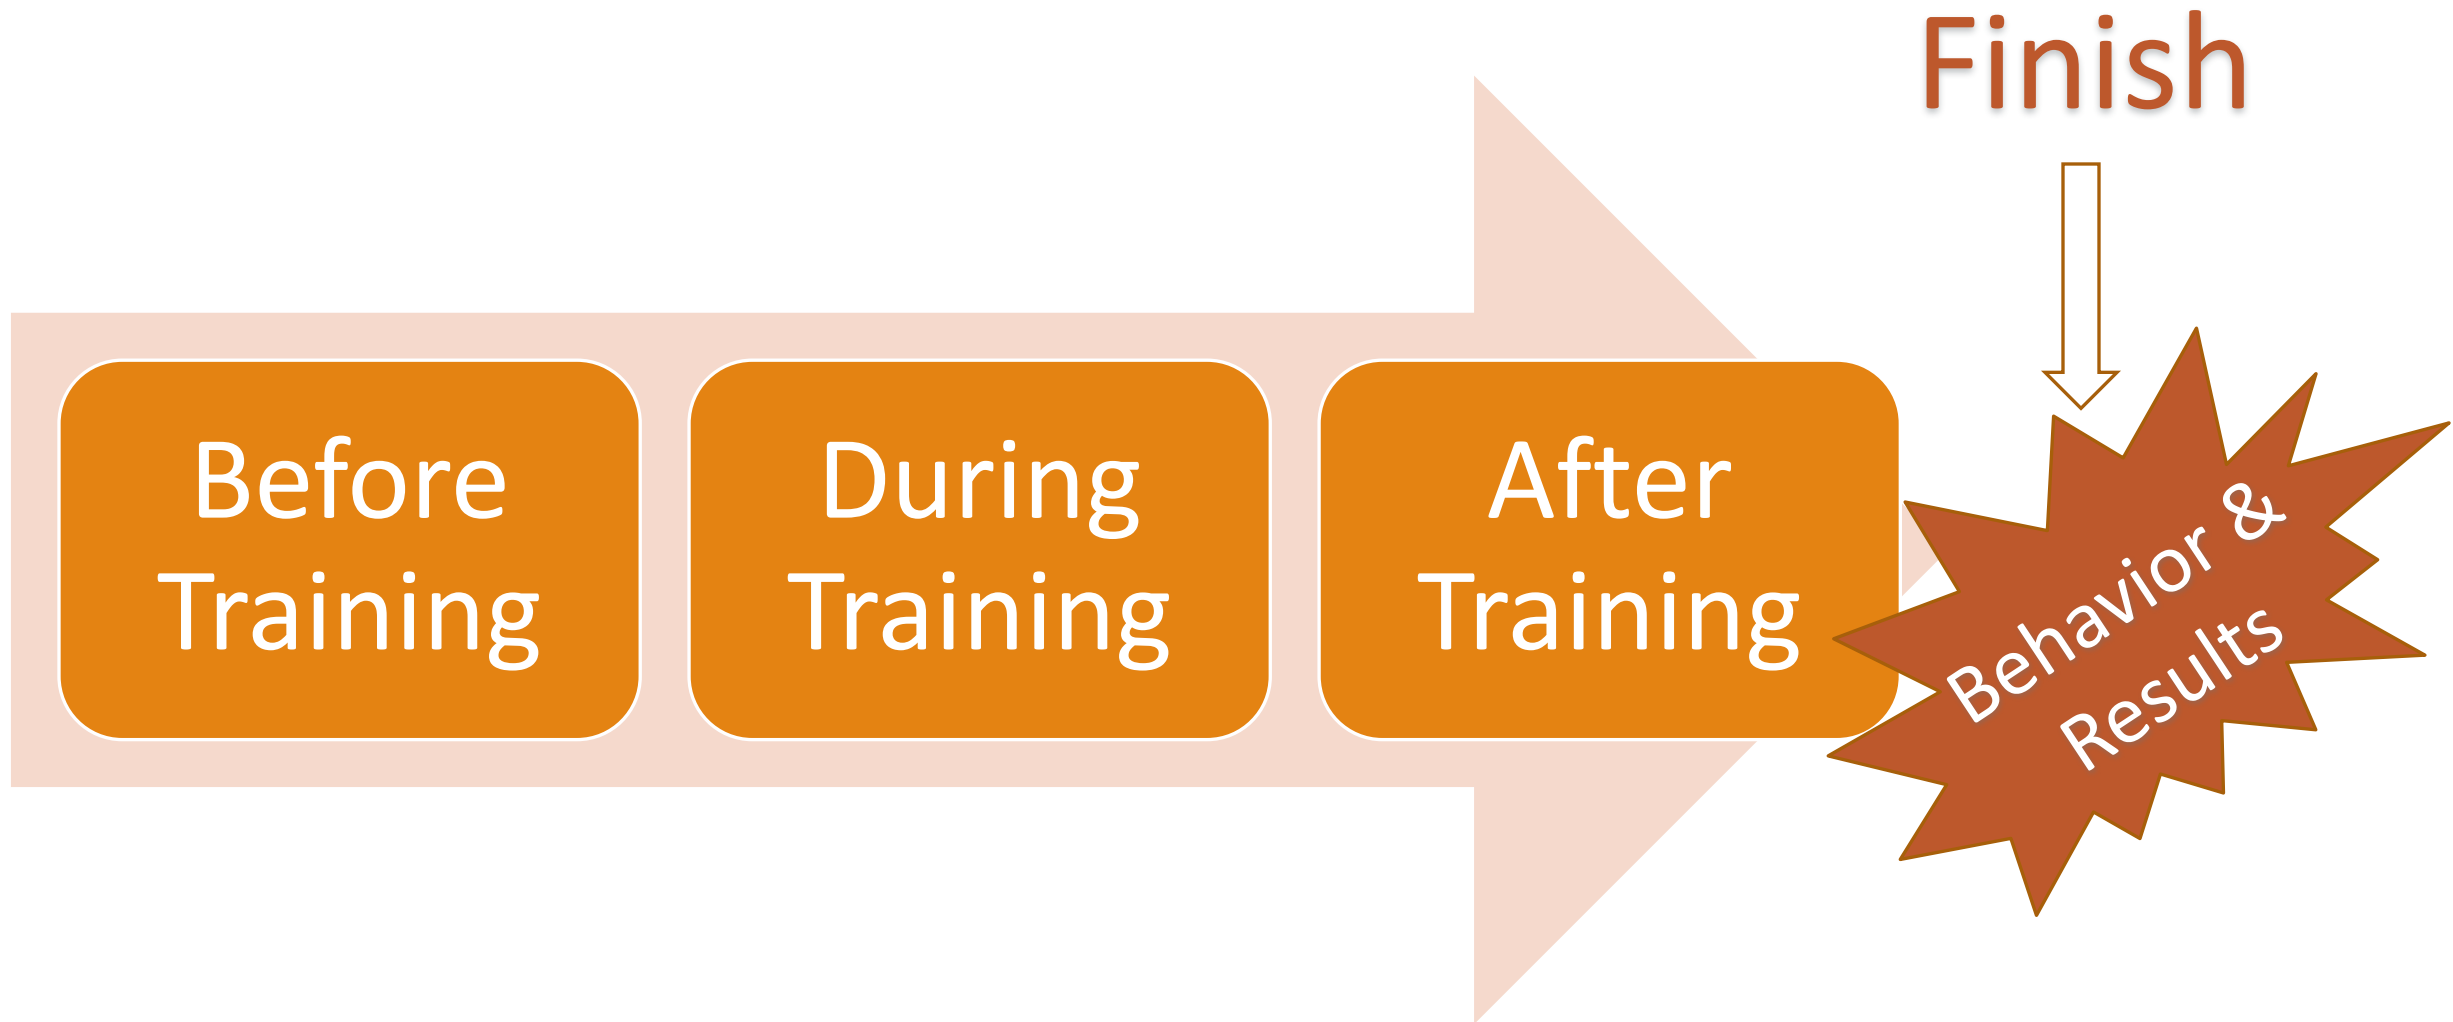 Finish
Before
Training
During
Training
After
Training
Behavior &
Results